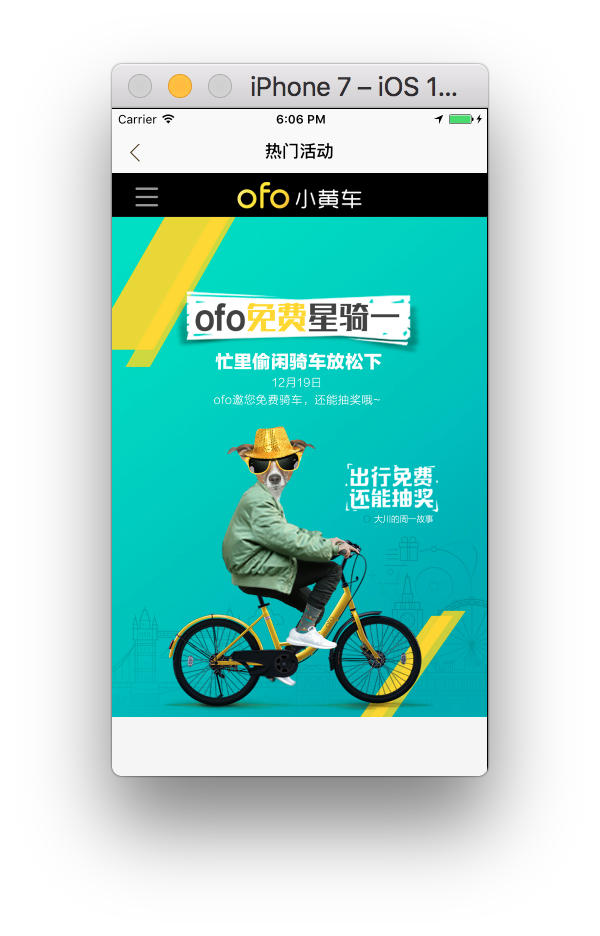 iPhone 7 – iOS 1...
Carrier
6:06 PM
热门活动
ofo 小黄车
ofo免费星骑一
忙里偷闲骑车放松下
12月19日
ofo邀您免费骑车，还能抽奖哦~
出行免费
还能抽奖
大川的周一故事